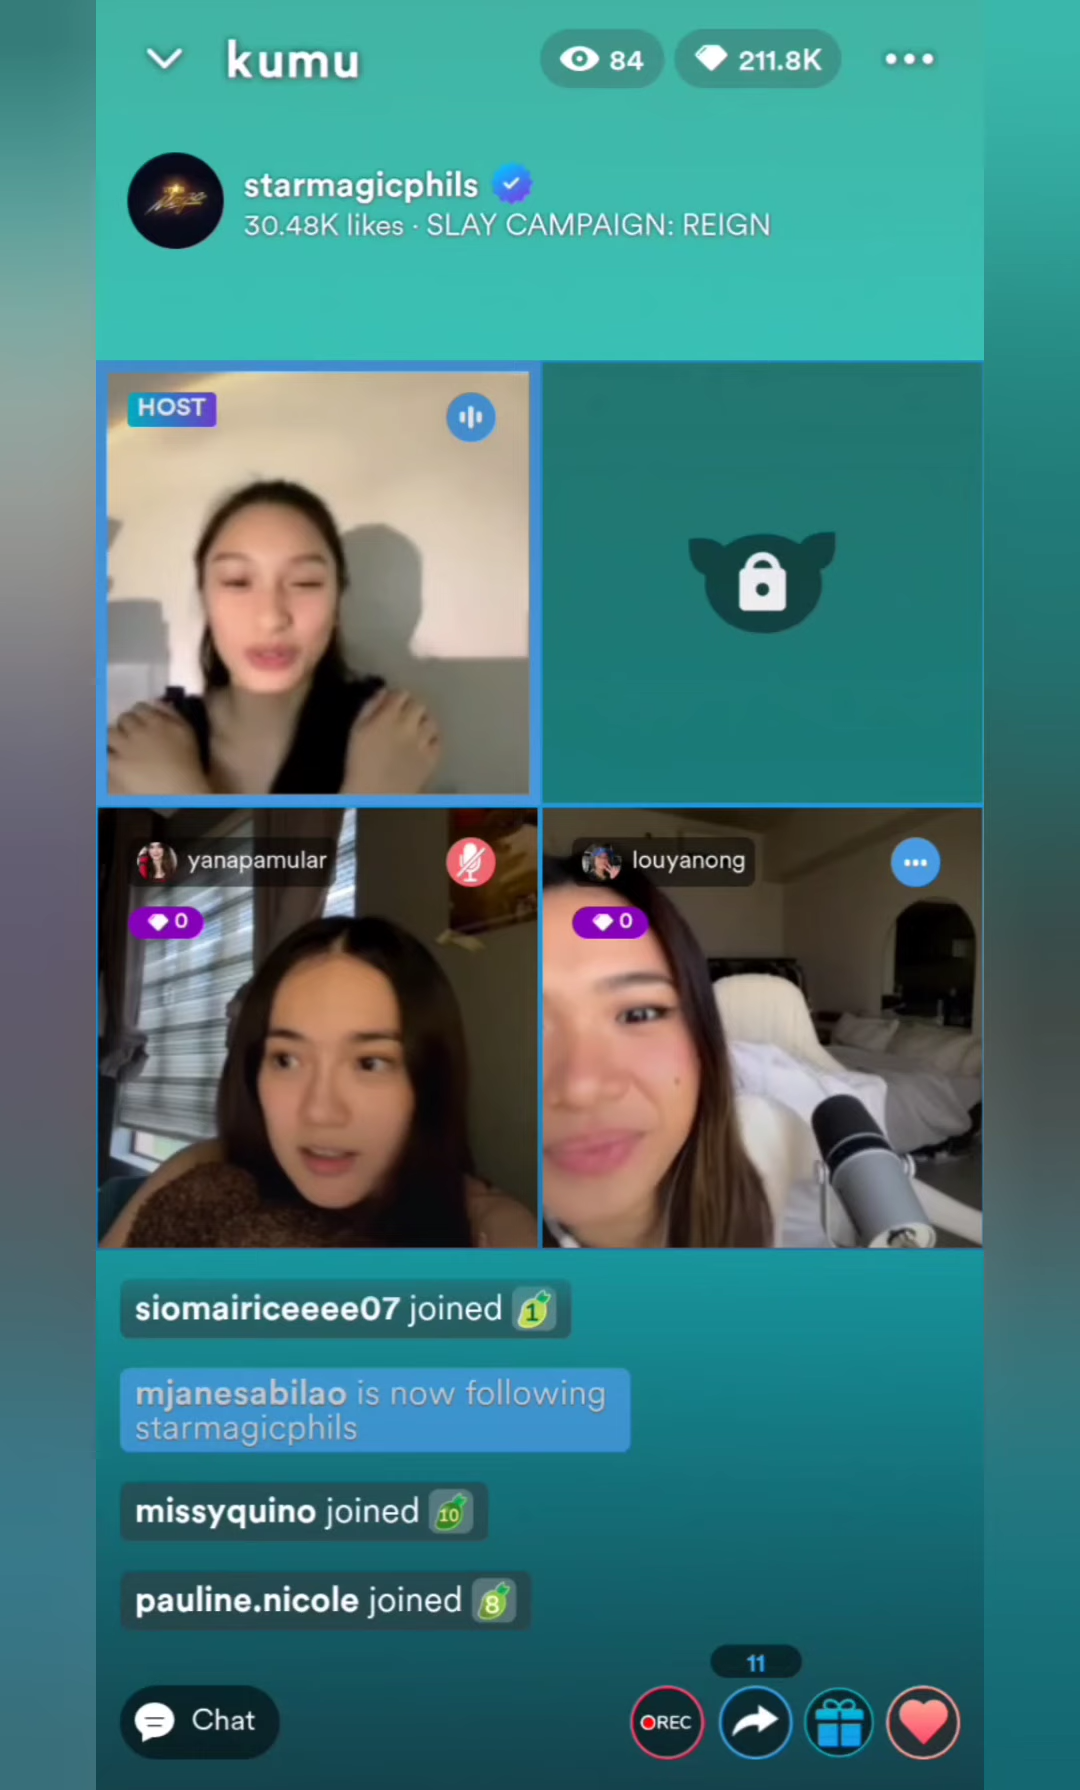 kumu
84
211.8K
starmagicphils
30.48K likes · SLAY CAMPAIGN: REIGN
HOST
yanapamular
0
louyanong
0
siomairiceeee07 joined 1
mjanesabilao is now following
starmagicphils
missyquino joined 10
pauline.nicole joined 8
11
Chat
REC